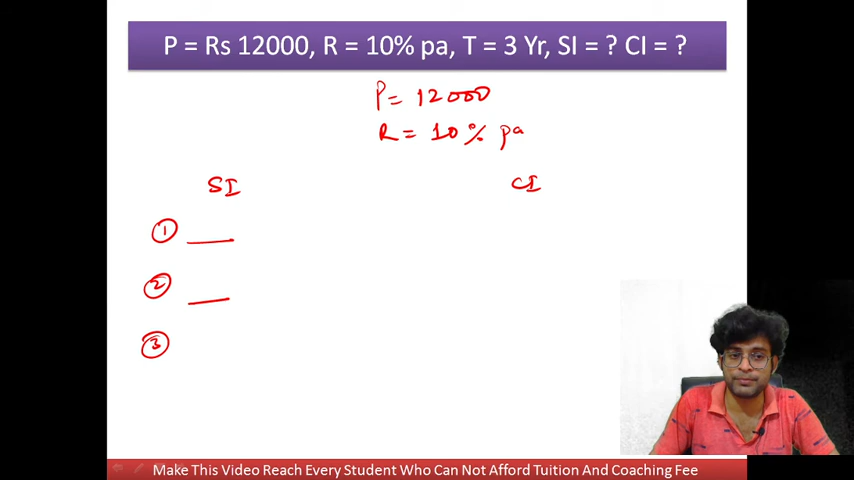 P = Rs 12000, R = 10% pa, T = 3 Yr, SI = ? CI = ?
P= 12000
R = 10% pa
SI CI
1
2
3
Make This Video Reach Every Student Who Can Not Afford Tuition And Coaching Fee